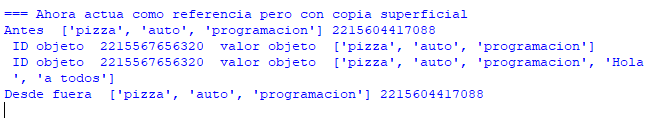 === Ahora actua como referencia pero con copia superficial
Antes  ['pizza', 'auto', 'programacion'] 2215604417088
 ID objeto  2215567656320  valor objeto  ['pizza', 'auto', 'programacion']
 ID objeto  2215567656320  valor objeto  ['pizza', 'auto', 'programacion', 'Hola
', 'a todos']
Desde fuera  ['pizza', 'auto', 'programacion'] 2215604417088